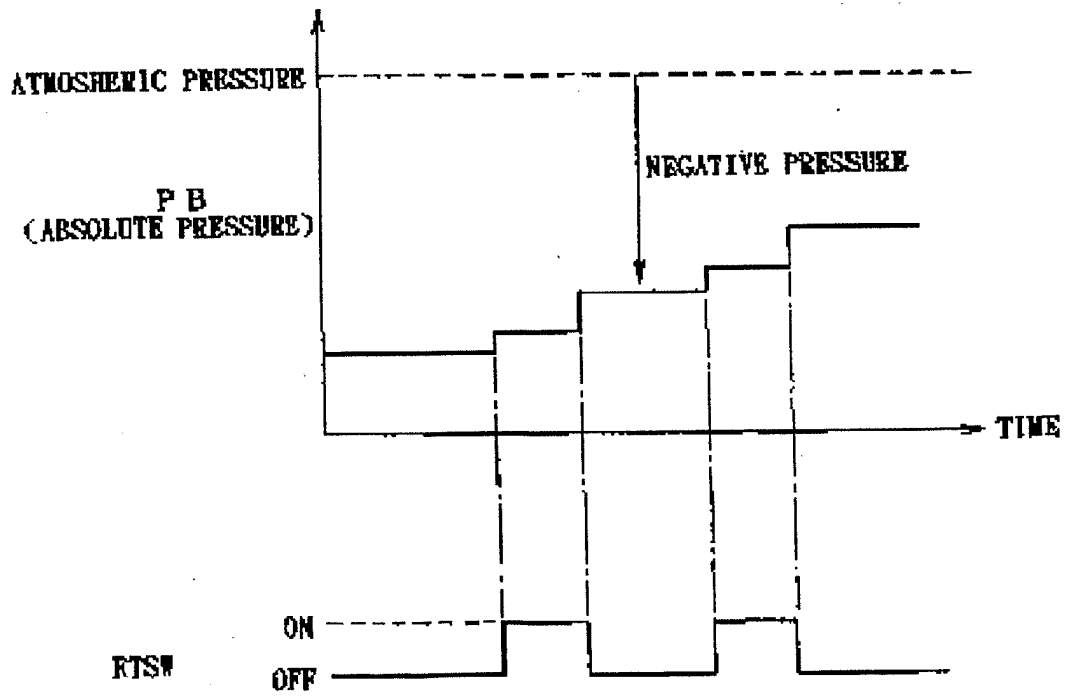 ATMOSHERIC PRESSURE
NEGATIVE PRESSURE
P B
(ABSOLUTE PRESSURE)
TIME
ON
RTSW
OFF